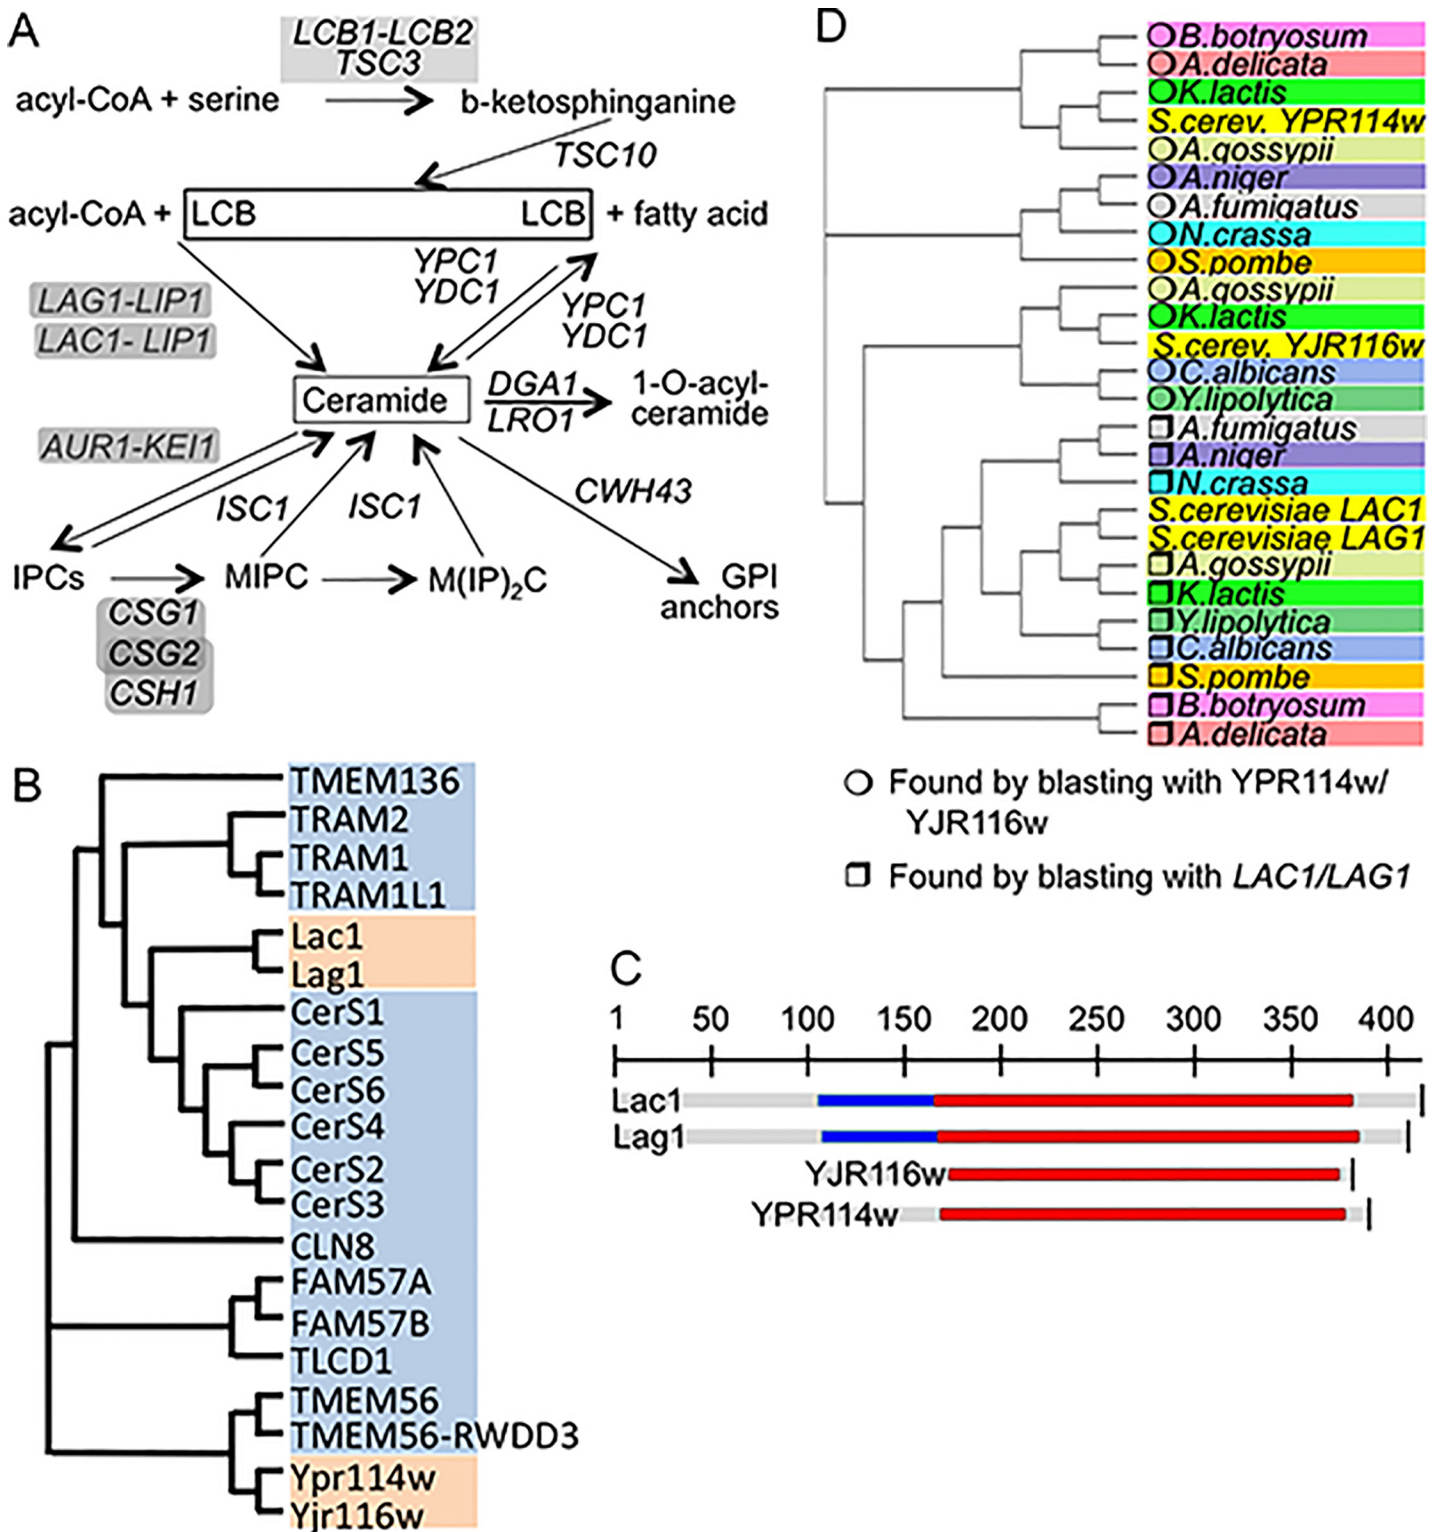 A
LCB1-LCB2
TSC3
acyl-CoA + serine
b-ketosphinganine
TSC10
acyl-CoA +
LCB
LCB
+ fatty acid
YPC1
YDC1
YPC1
YDC1
LAG1-LIP1
LAC1- LIP1
Ceramide
DGA1
LRO1
1-O-acyl-
ceramide
AUR1-KEI1
ISC1
ISC1
CWH43
IPCs
MIPC
M(IP)2C
GPI
anchors
CSG1
CSG2
CSH1
D
B.botryosum
A.delicata
K.lactis
S.cerev. YPR114w
A.gossypii
A.niger
A.fumigatus
N.crassa
S.pombe
A.gossypii
K.lactis
S.cerev. YJR116w
C.albicans
Y.lipolytica
A.fumigatus
A.niger
N.crassa
S.cerevisiae LAC1
S.cerevisiae LAG1
A.gossypii
K.lactis
Y.lipolytica
C.albicans
S.pombe
B.botryosum
A.delicata
Found by blasting with YPR114w/
YJR116w
Found by blasting with LAC1/LAG1
B
TMEM136
TRAM2
TRAM1
TRAM1L1
Lac1
Lag1
CerS1
CerS5
CerS6
CerS4
CerS2
CerS3
CLN8
FAM57A
FAM57B
TLCD1
TMEM56
TMEM56-RWDD3
Ypr114w
Yjr116w
C
1 50 100 150 200 250 300 350 400
Lac1
Lag1
YJR116w
YPR114w